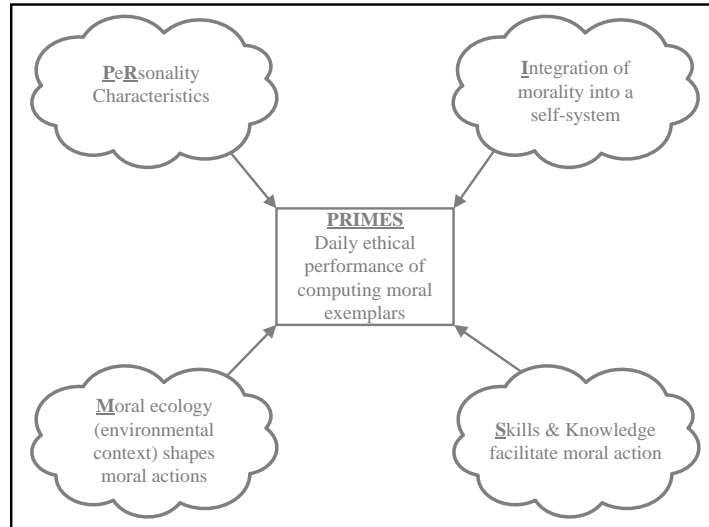 PeRsonality
Characteristics
Integration of
morality into a
self-system
PRIMES
Daily ethical
performance of
computing moral
exemplars
Moral ecology
(environmental
context) shapes
moral actions
Skills & Knowledge
facilitate moral action